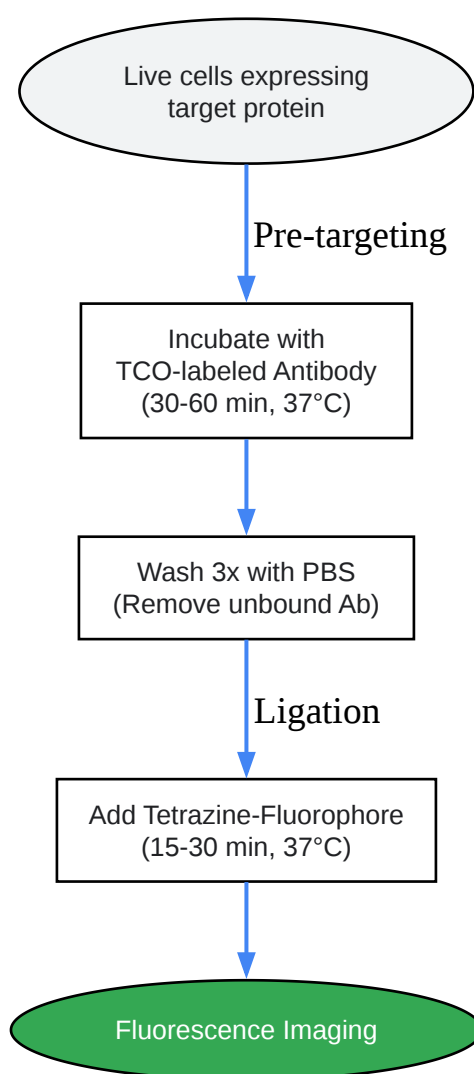 Live cells expressing
target protein
Pre-targeting
Incubate with
TCO-labeled Antibody
(30-60 min, 37°C)
Wash 3x with PBS
(Remove unbound Ab)
Ligation
Add Tetrazine-Fluorophore
(15-30 min, 37°C)
Fluorescence Imaging